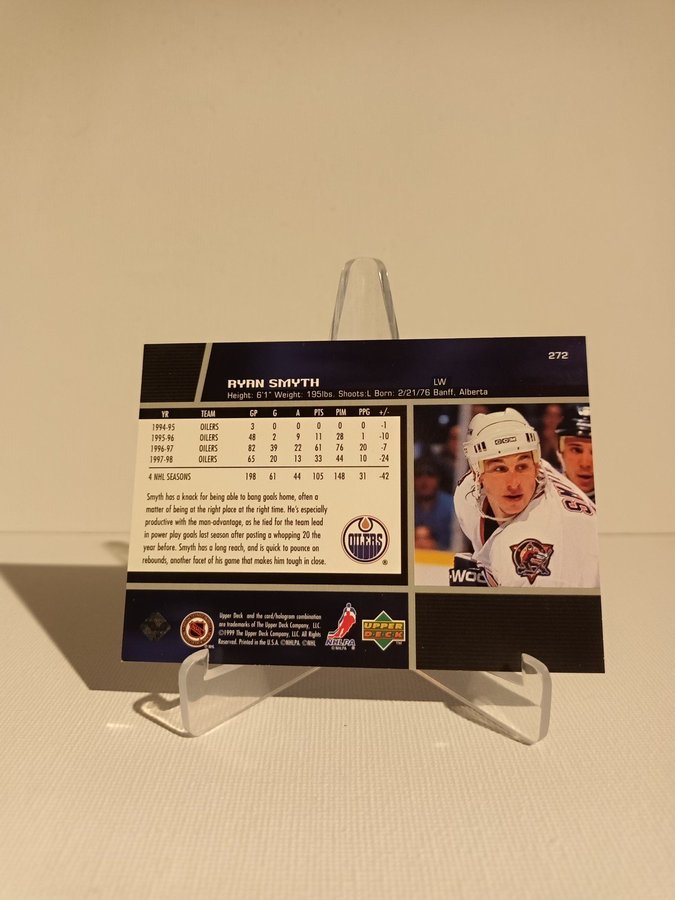 272
RYAN SMYTH LW
Height: 6'1" Weight: 195lbs. Shoots:L Born: 2/21/76 Banff, Alberta
YR TEAM GP G A PTS PIM PPG +/-
1994-95 OILERS 3 0 0 0 0 0 -1
1995-96 OILERS 48 2 9 11 28 1 -10
1996-97 OILERS 82 39 22 61 76 20 -7
1997-98 OILERS 65 20 13 33 44 10 -24
4 NHL SEASONS 198 61 44 105 148 31 -42
Smyth has a knack for being able to bang goals home, often a
matter of being at the right place at the right time. He's especially
productive with the man-advantage, as he tied for the team lead
in power play goals last season after posting a whopping 20 the
year before. Smyth has a long reach, and is quick to pounce on
rebounds, another facet of his game that makes him tough in close.
OILERS
®
CCM
SM
WOO
Upper Deck and the card/hologram combination
are trademarks of The Upper Deck Company, LLC.
©1999 The Upper Deck Company, LLC. All Rights
Reserved. Printed in the U.S.A. ©NHLPA. ©NHL
NHL
NHLPA
©NHLPA
UPPER
DECK